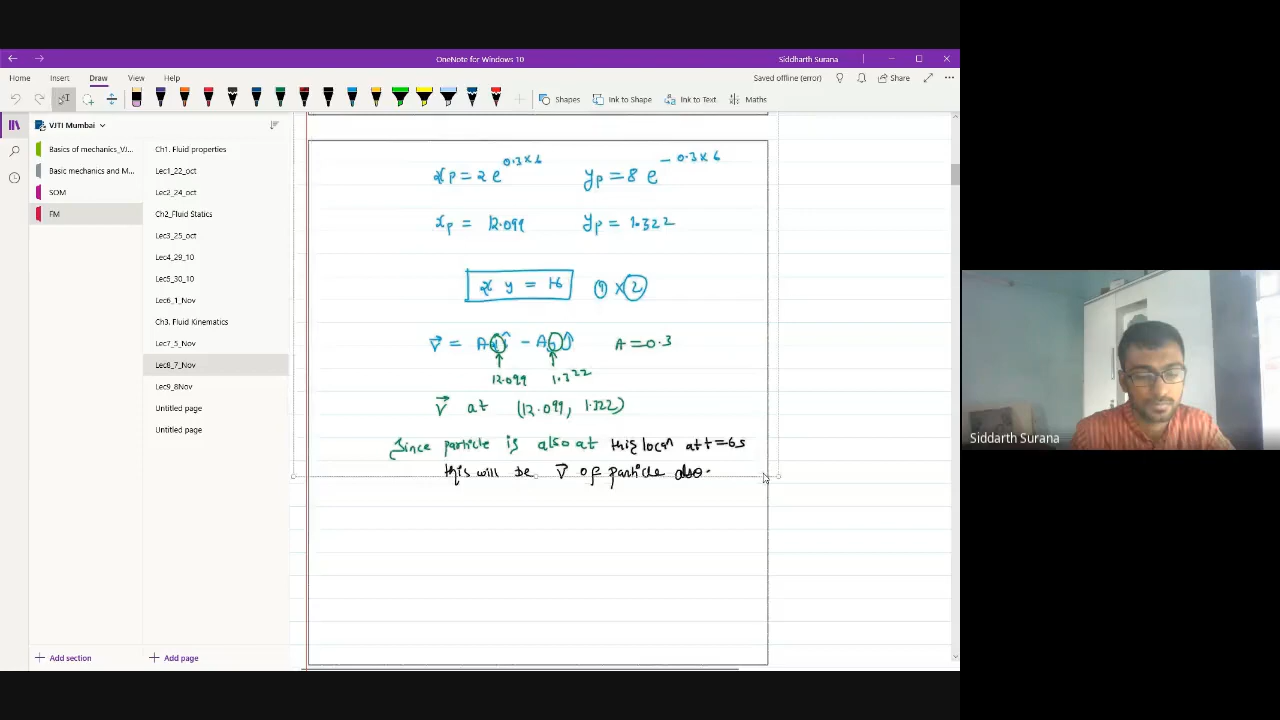 OneNote for Windows 10
Siddharth Surana
Home Insert Draw View Help
Saved offline (error)
Share
Shapes
Ink to Shape
Ink to Text
Maths
VJTI Mumbai
Basics of mechanics_VJ...
Basic mechanics and M...
SOM
FM
Ch1. Fluid properties
Lec1_22_oct
Lec2_24_oct
Ch2_Fluid Statics
Lec3_25_oct
Lec4_29_10
Lec5_30_10
Lec6_1_Nov
Ch3. Fluid Kinematics
Lec7_5_Nov
Lec8_7_Nov
Lec9_8Nov
Untitled page
Untitled page
+ Add section
+ Add page
xp = 2 e^0.3×6 yp = 8 e^-0.3×6
xp = 12.099 yp = 1.322
x y = 16 × 2
V⃗ = A î - A ĵ A = 0.3
12.099 1.322
V⃗ at (12.099, 1.322)
Since particle is also at this locan at t=6s
this will be V⃗ of particle also.
Siddarth Surana